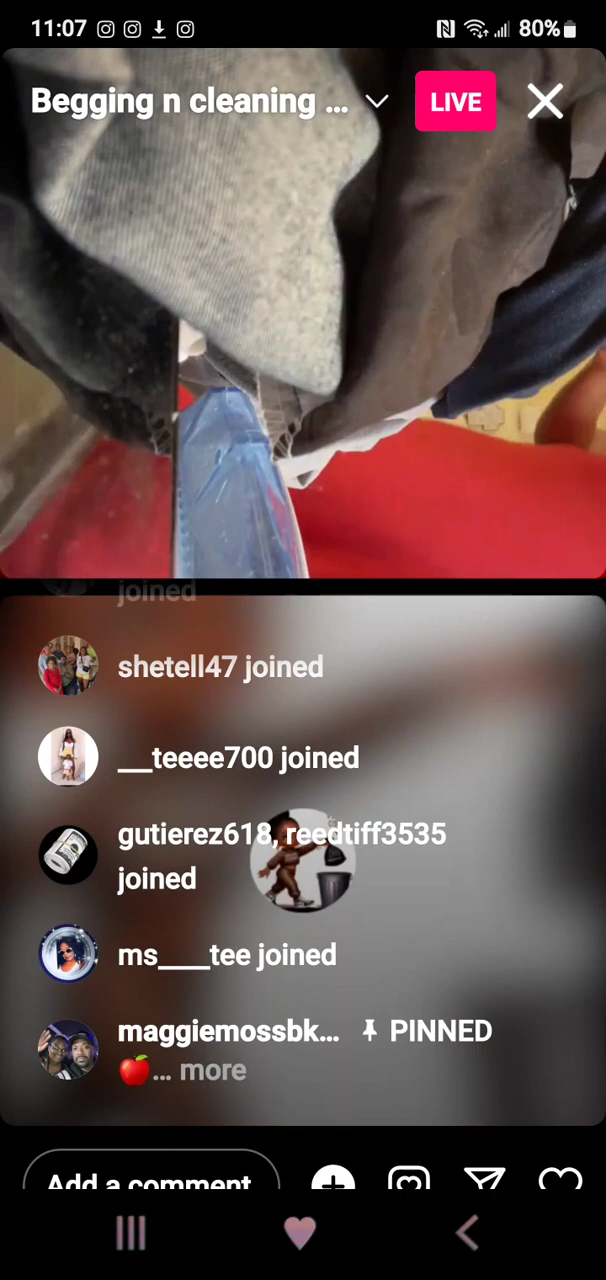 11:07
80%
Begging n cleaning ...
LIVE
joined
shetell47 joined
___teeee700 joined
gutierez618, reedtiff3535
joined
ms____tee joined
maggiemossbk... PINNED
🍎... more
Add a comment